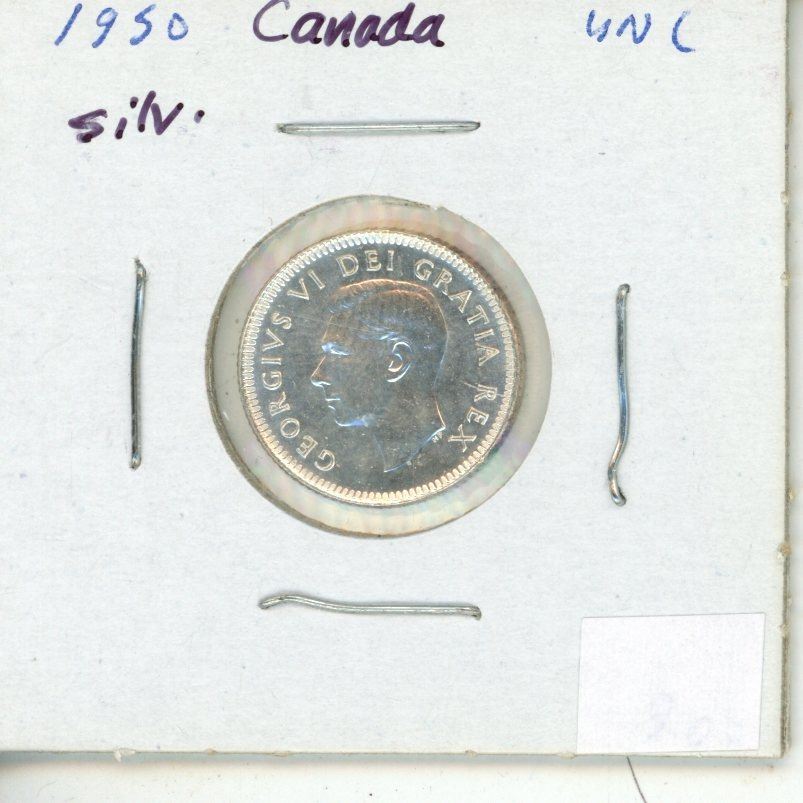 1950 Canada UNC
silv.
GEORGIVS VI DEI GRATIA REX